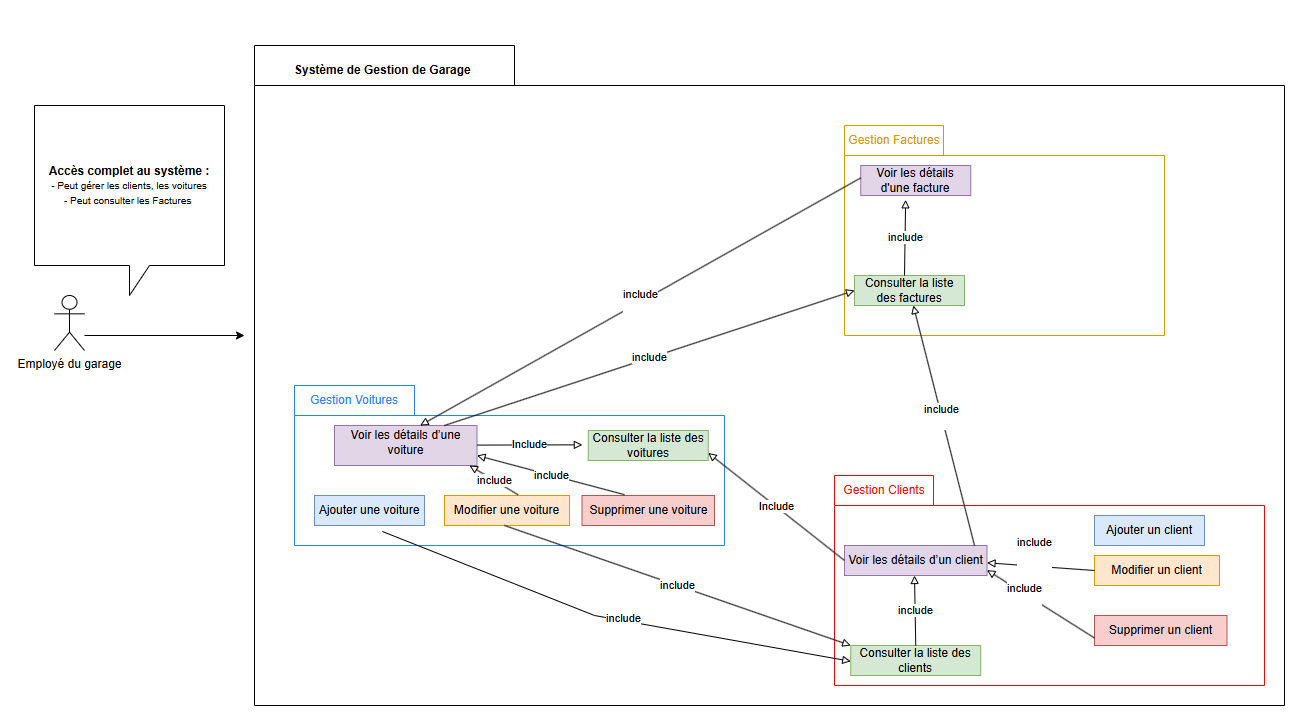 Système de Gestion de Garage
Accès complet au système :
- Peut gérer les clients, les voitures
- Peut consulter les Factures
Employé du garage
Gestion Factures
Voir les détails
d'une facture
include
Consulter la liste
des factures
include
include
include
Gestion Voitures
Voir les détails d'une
voiture
Include
Consulter la liste des
voitures
include
include
Ajouter une voiture
Modifier une voiture
Supprimer une voiture
Include
include
include
Gestion Clients
Ajouter un client
include
Voir les détails d'un client
Modifier un client
include
include
Supprimer un client
Consulter la liste des
clients